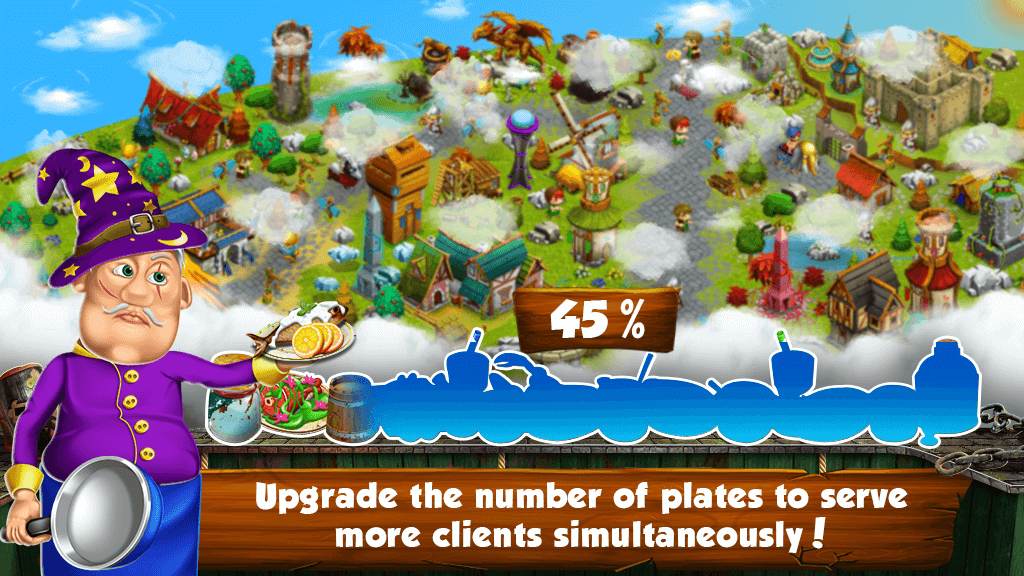 45 %
Upgrade the number of plates to serve
more clients simultaneously!